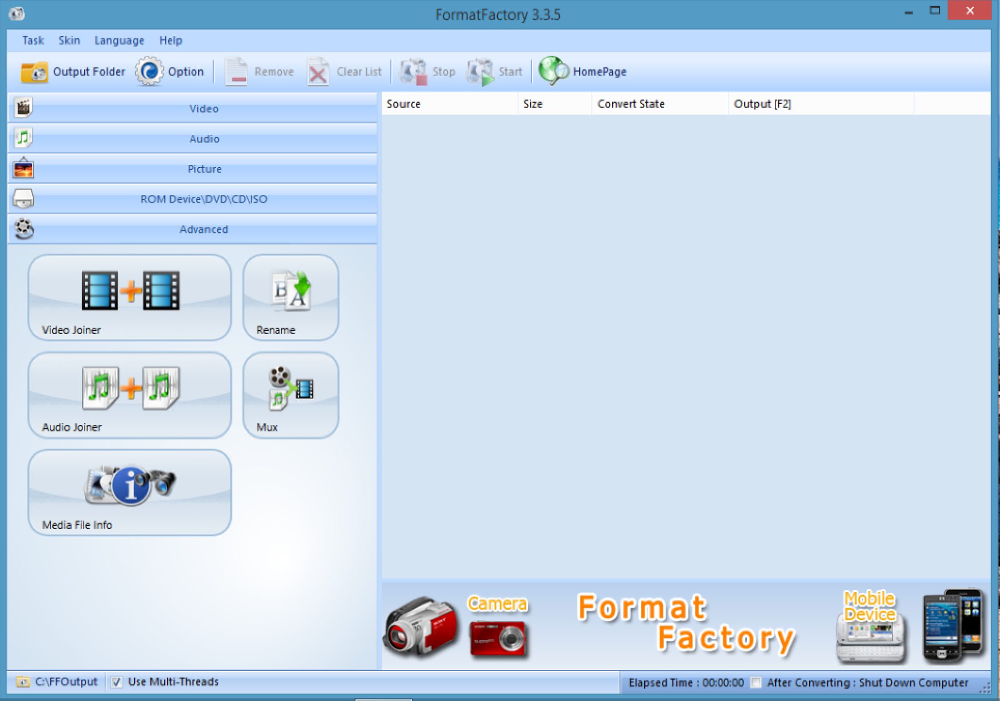 FormatFactory 3.3.5
Task Skin Language Help
Output Folder Option Remove Clear List Stop Start HomePage
Video
Audio
Picture
ROM Device\DVD\CD\ISO
Advanced
Video Joiner
Rename
Audio Joiner
Mux
Media File Info
Source Size Convert State Output [F2]
Camera
Format
Factory
Mobile
Device
C:\FFOutput Use Multi-Threads
Elapsed Time : 00:00:00 After Converting : Shut Down Computer